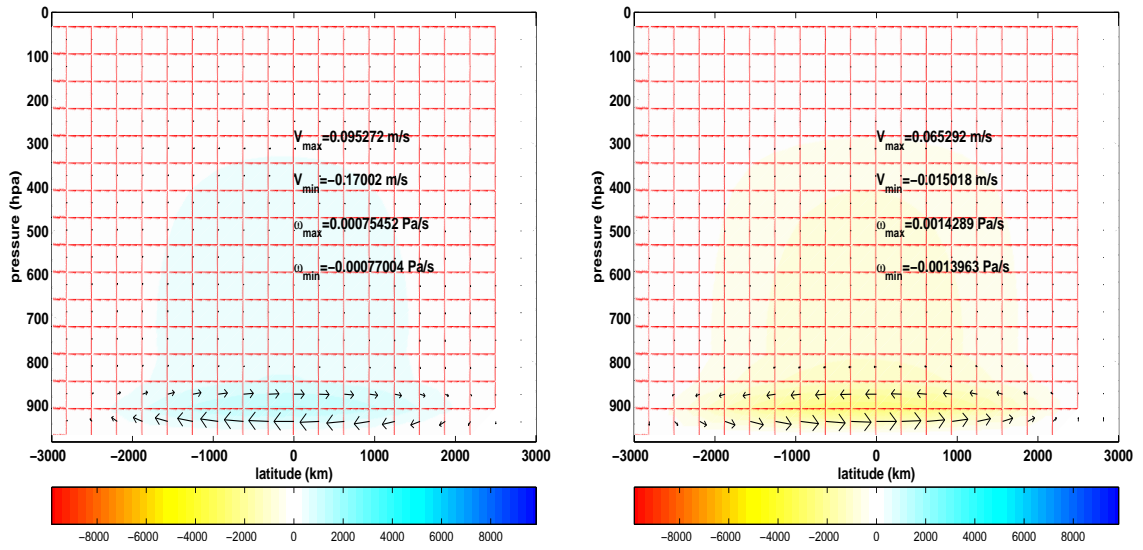 0
100
200
300
400
500
600
700
800
900
pressure (hpa)
V_max=0.095272 m/s
V_min=−0.17002 m/s
ω_max=0.00075452 Pa/s
ω_min=−0.00077004 Pa/s
−3000 −2000 −1000 0 1000 2000 3000
latitude (km)
−8000 −6000 −4000 −2000 0 2000 4000 6000 8000
0
100
200
300
400
500
600
700
800
900
pressure (hpa)
V_max=0.065292 m/s
V_min=−0.015018 m/s
ω_max=0.0014289 Pa/s
ω_min=−0.0013963 Pa/s
−3000 −2000 −1000 0 1000 2000 3000
latitude (km)
−8000 −6000 −4000 −2000 0 2000 4000 6000 8000